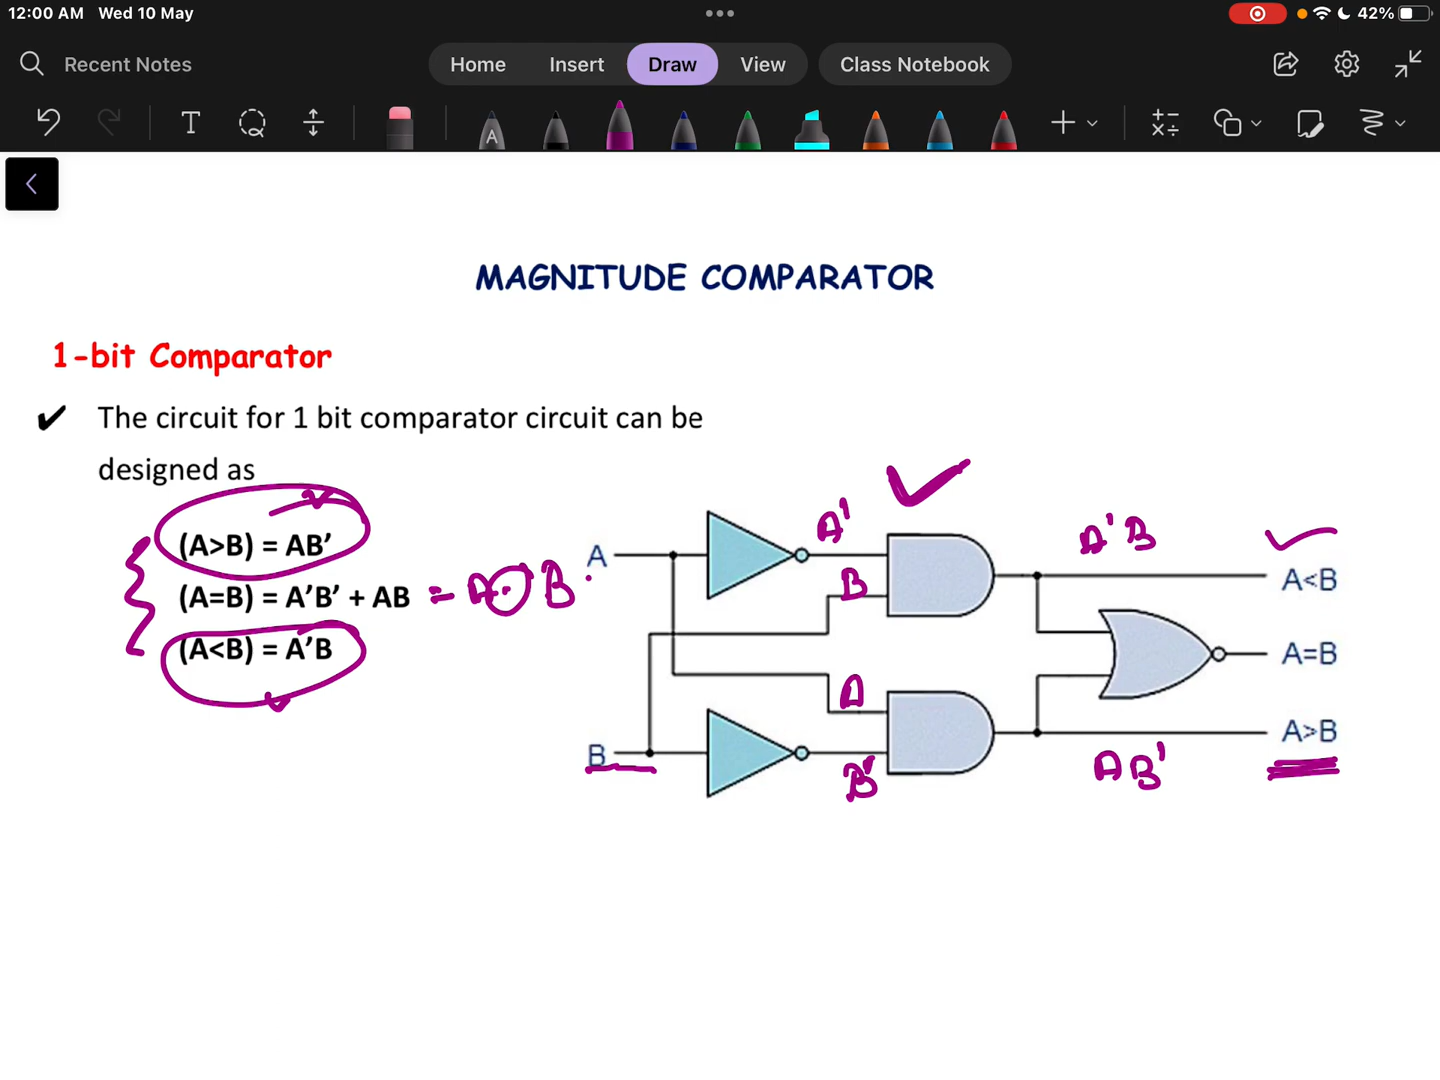 12:00 AM Wed 10 May
42%
Recent Notes
Home Insert Draw View Class Notebook
T
A
MAGNITUDE COMPARATOR
1-bit Comparator
✔ The circuit for 1 bit comparator circuit can be
designed as
(A>B) = AB’
(A=B) = A’B’ + AB = A⊙B
(A<B) = A’B
A
A'
B
A'B
A<B
A=B
A
B
B'
AB'
A>B